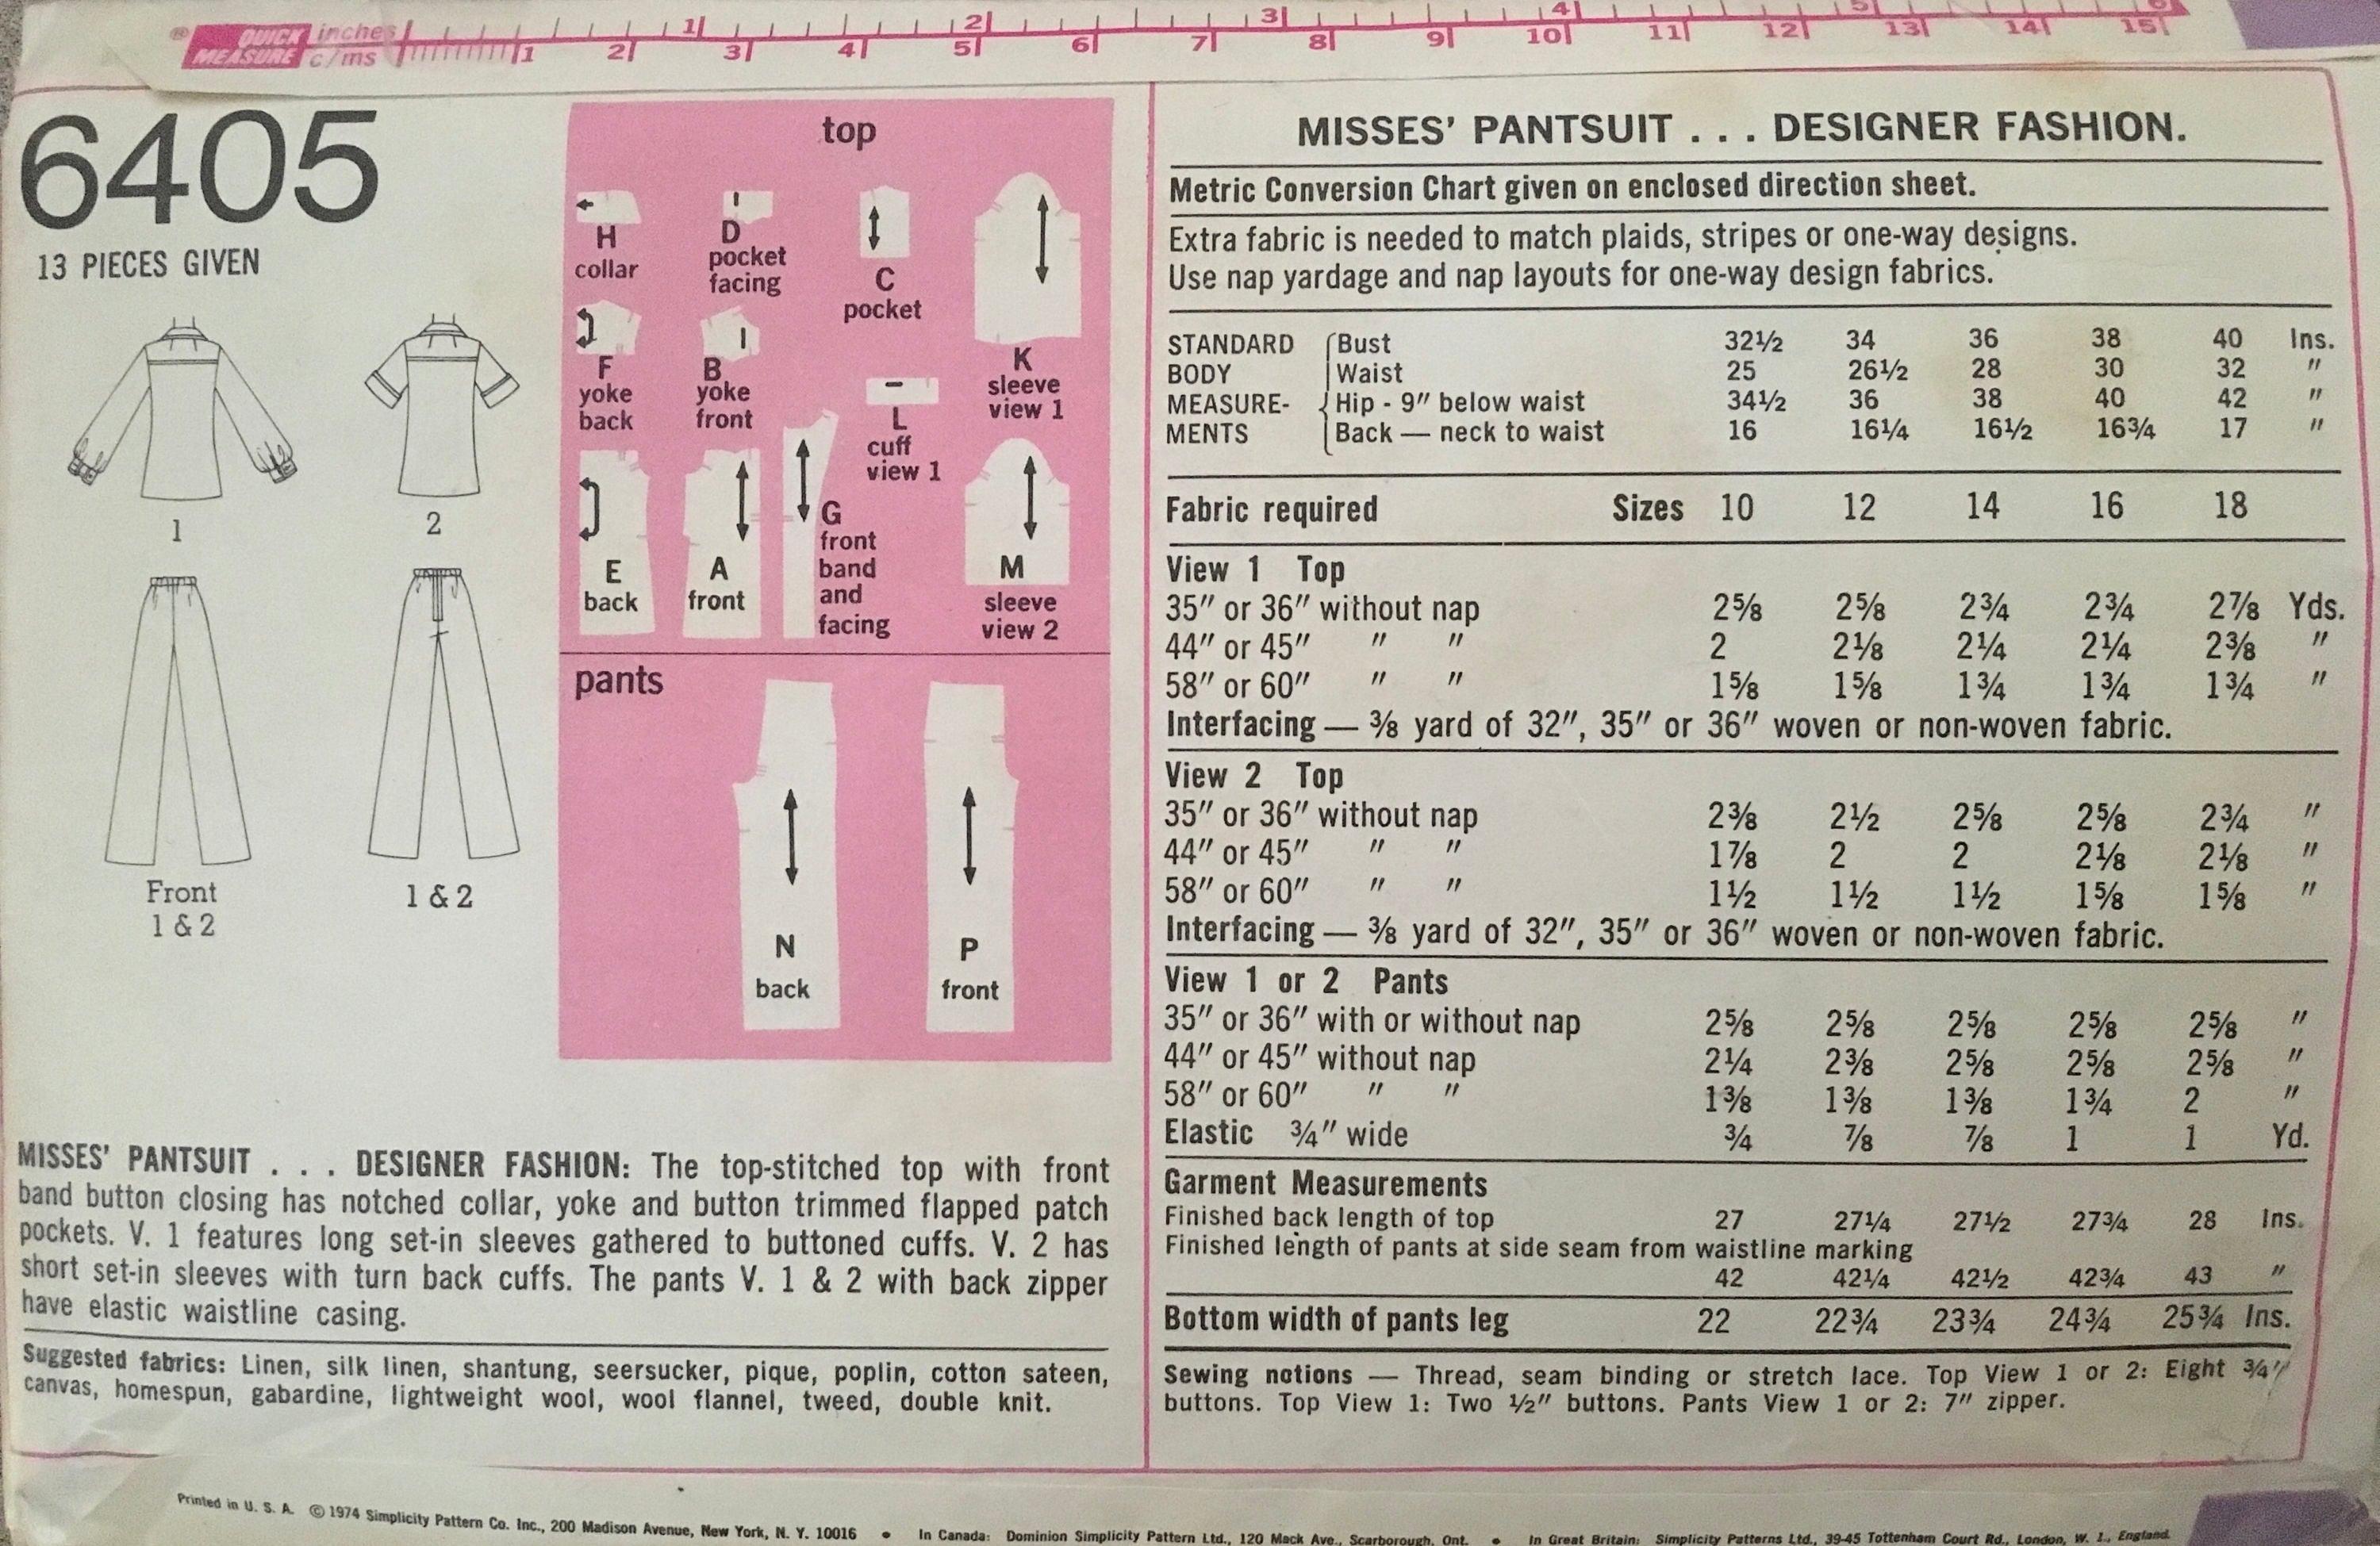 QUICK inches
MEASURE c/ms
1 2 3 4 5 6
1 2 3 4 5 6 7 8 9 10 11 12 13 14 15
6405
13 PIECES GIVEN
1
2
Front
1 & 2
1 & 2
top
H
collar
D
pocket
facing
C
pocket
K
sleeve
view 1
F
yoke
back
B
yoke
front
L
cuff
view 1
E
back
A
front
G
front
band
and
facing
M
sleeve
view 2
pants
N
back
P
front
MISSES' PANTSUIT . . . DESIGNER FASHION: The top-stitched top with front
band button closing has notched collar, yoke and button trimmed flapped patch
pockets. V. 1 features long set-in sleeves gathered to buttoned cuffs. V. 2 has
short set-in sleeves with turn back cuffs. The pants V. 1 & 2 with back zipper
have elastic waistline casing.
Suggested fabrics: Linen, silk linen, shantung, seersucker, pique, poplin, cotton sateen,
canvas, homespun, gabardine, lightweight wool, wool flannel, tweed, double knit.
MISSES' PANTSUIT . . . DESIGNER FASHION.
Metric Conversion Chart given on enclosed direction sheet.
Extra fabric is needed to match plaids, stripes or one-way designs.
Use nap yardage and nap layouts for one-way design fabrics.
STANDARD Bust 32½ 34 36 38 40 Ins.
BODY Waist 25 26½ 28 30 32 "
MEASURE- Hip - 9" below waist 34½ 36 38 40 42 "
MENTS Back — neck to waist 16 16¼ 16½ 16¾ 17 "
Fabric required Sizes 10 12 14 16 18
View 1 Top
35" or 36" without nap 2⅝ 2⅝ 2¾ 2¾ 2⅞ Yds.
44" or 45" " " 2 2⅛ 2¼ 2¼ 2⅜ "
58" or 60" " " 1⅝ 1⅝ 1¾ 1¾ 1¾ "
Interfacing — ⅜ yard of 32", 35" or 36" woven or non-woven fabric.
View 2 Top
35" or 36" without nap 2⅜ 2½ 2⅝ 2⅝ 2¾ "
44" or 45" " " 1⅞ 2 2 2⅛ 2⅛ "
58" or 60" " " 1½ 1½ 1½ 1⅝ 1⅝ "
Interfacing — ⅜ yard of 32", 35" or 36" woven or non-woven fabric.
View 1 or 2 Pants
35" or 36" with or without nap 2⅝ 2⅝ 2⅝ 2⅝ 2⅝ "
44" or 45" without nap 2¼ 2⅜ 2⅝ 2⅝ 2⅝ "
58" or 60" " " 1⅜ 1⅜ 1⅜ 1¾ 2 "
Elastic ¾" wide ¾ ⅞ ⅞ 1 1 Yd.
Garment Measurements
Finished back length of top 27 27¼ 27½ 27¾ 28 Ins.
Finished length of pants at side seam from waistline marking
42 42¼ 42½ 42¾ 43 "
Bottom width of pants leg 22 22¾ 23¾ 24¾ 25¾ Ins.
Sewing notions — Thread, seam binding or stretch lace. Top View 1 or 2: Eight ¾"
buttons. Top View 1: Two ½" buttons. Pants View 1 or 2: 7" zipper.
Printed in U. S. A. © 1974 Simplicity Pattern Co. Inc., 200 Madison Avenue, New York, N. Y. 10016 • In Canada: Dominion Simplicity Pattern Ltd., 120 Mack Ave., Scarborough, Ont. • In Great Britain: Simplicity Patterns Ltd., 39-45 Tottenham Court Rd., London, W. 1., England.